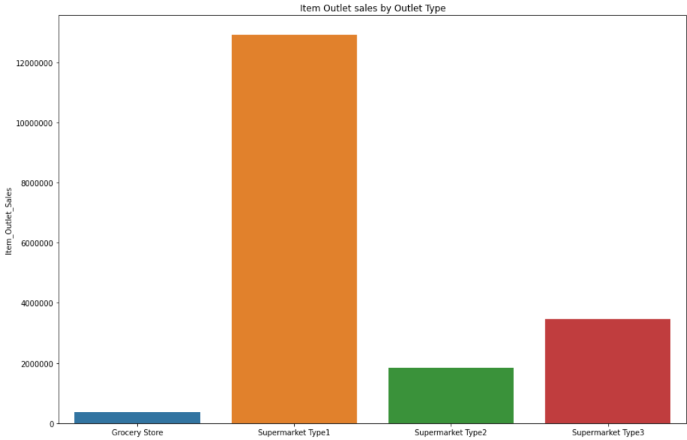 Item Outlet sales by Outlet Type
Item_Outlet_Sales
12000000
10000000
8000000
6000000
4000000
2000000
0
Grocery Store
Supermarket Type1
Supermarket Type2
Supermarket Type3